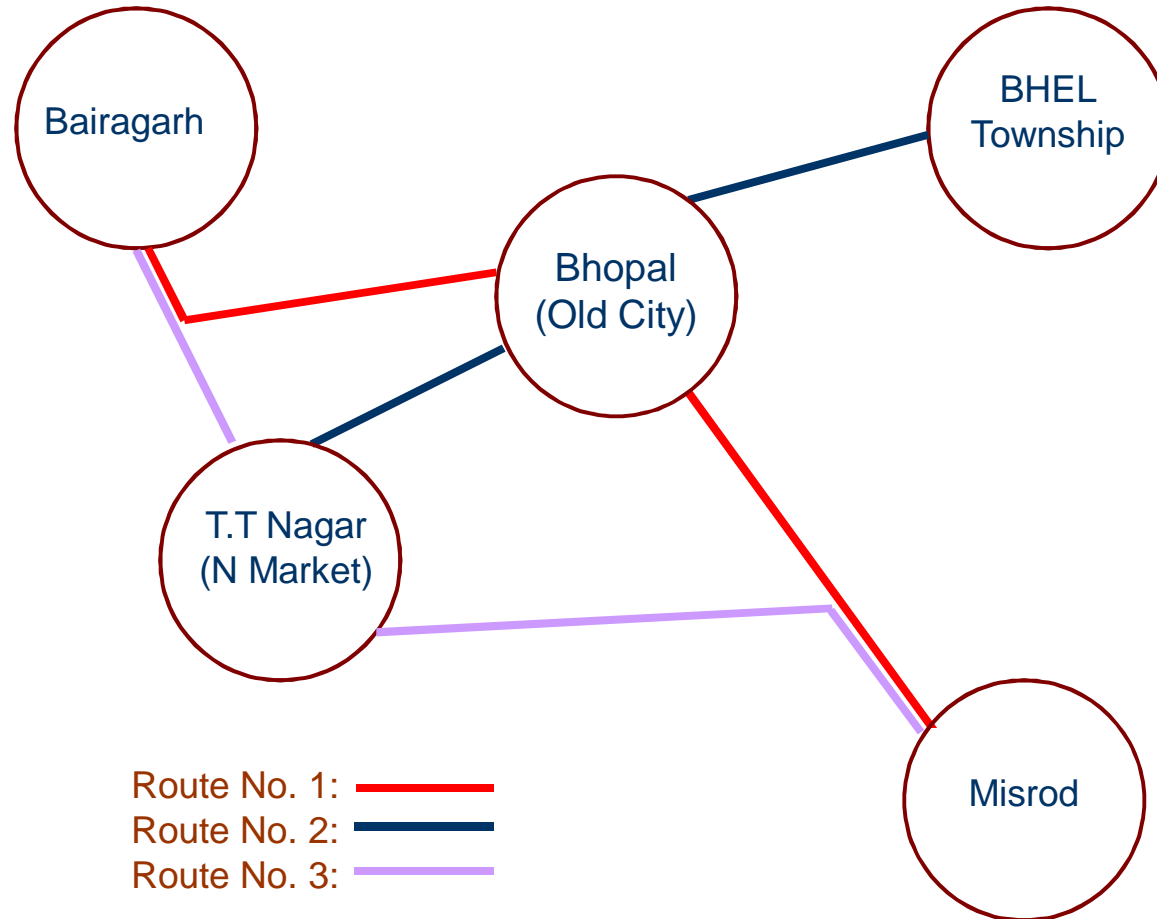 Bairagarh
BHEL
Township
Bhopal
(Old City)
T.T Nagar
(N Market)
Misrod
Route No. 1:
Route No. 2:
Route No. 3: